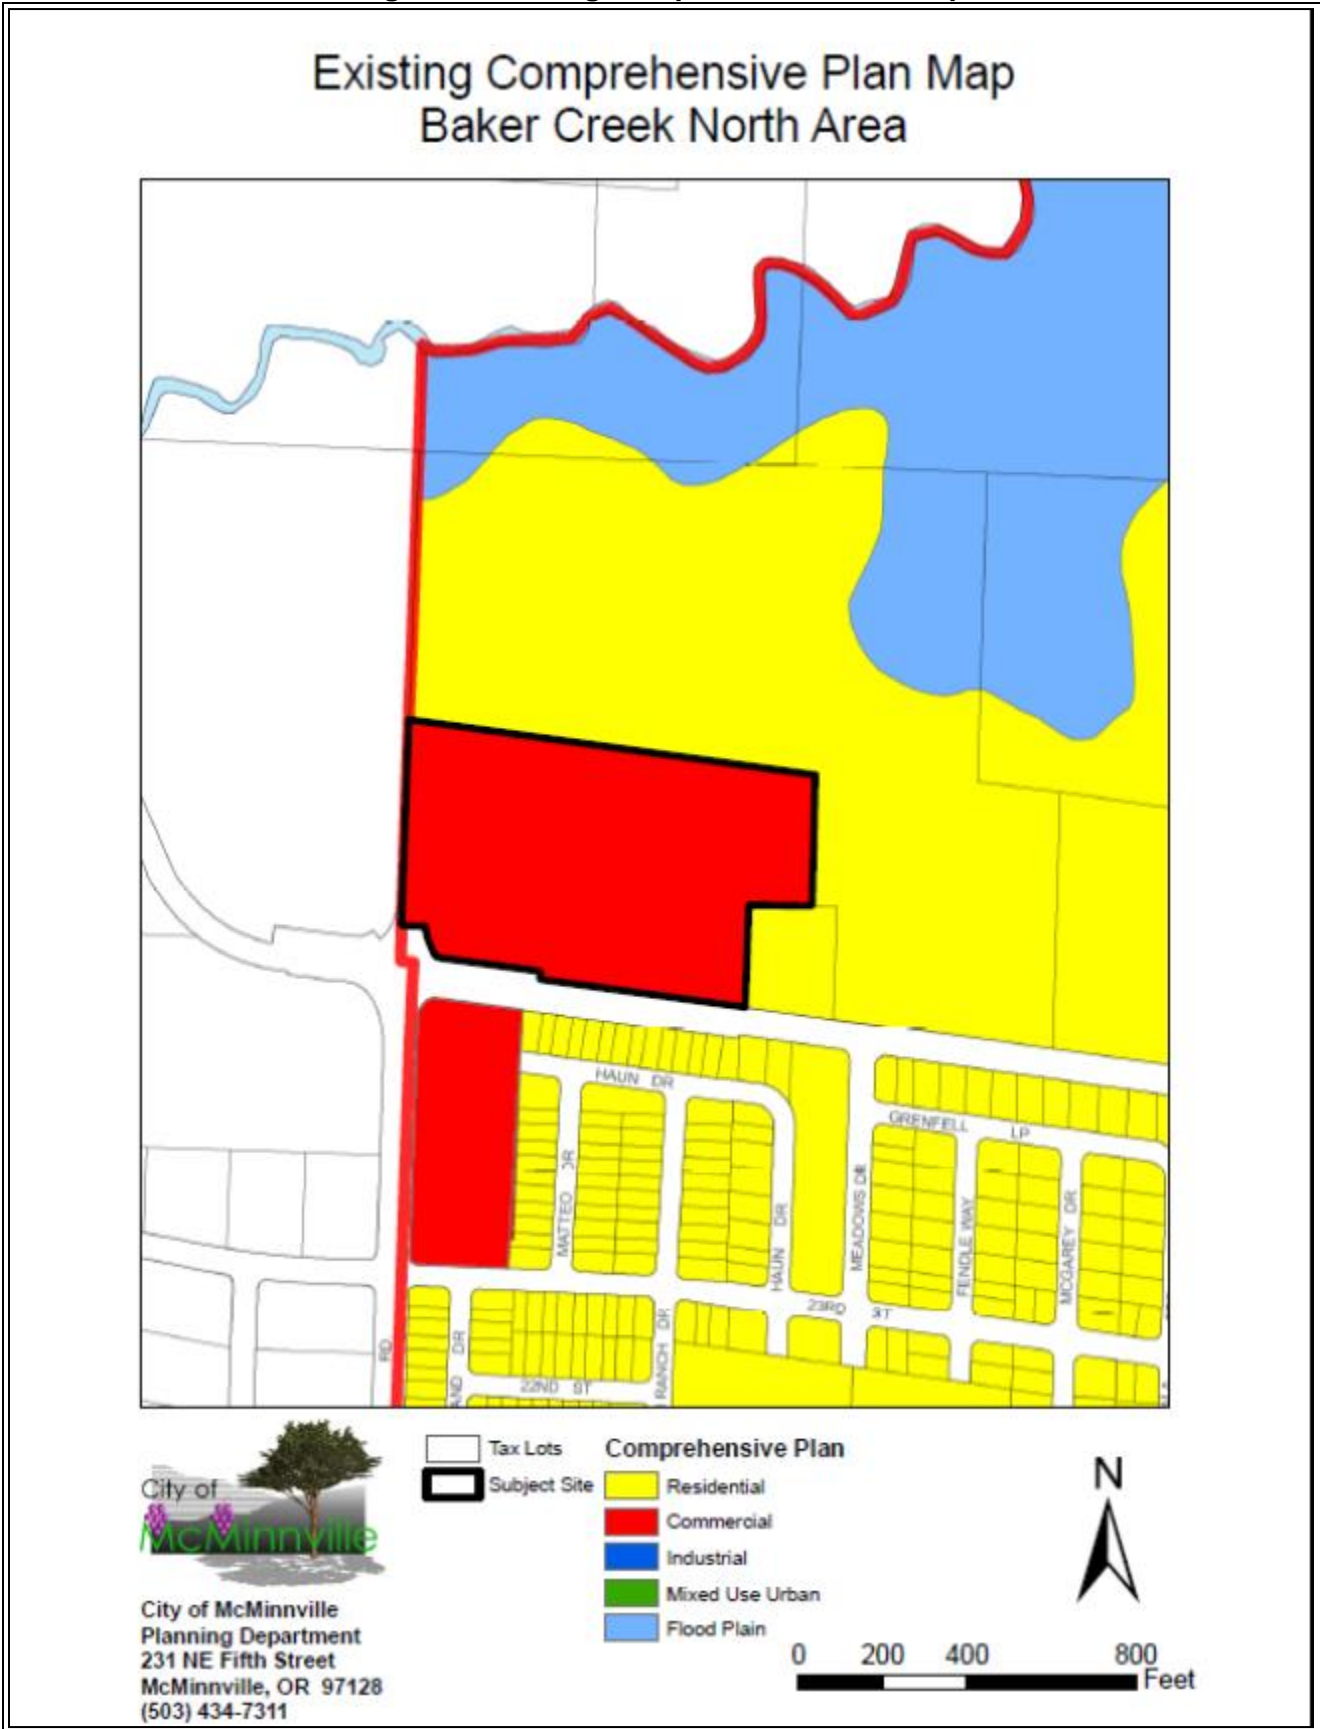 Existing Comprehensive Plan Map
Baker Creek North Area
HAUN DR
GRENFELL LP
MATTEO DR
HAUN DR
MEADOWS DR
FENDLE WAY
MCGAREY DR
23RD ST
RD
DR
RANCH DR
22ND ST
City of
McMinnville
Tax Lots
Subject Site
Comprehensive Plan
Residential
Commercial
Industrial
Mixed Use Urban
Flood Plain
N
0 200 400 800
Feet
City of McMinnville
Planning Department
231 NE Fifth Street
McMinnville, OR 97128
(503) 434-7311